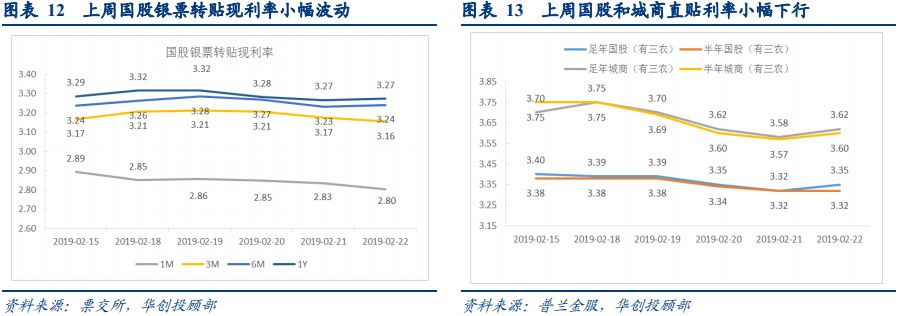 图表 12 上周国股银票转贴现利率小幅波动
国股银票转贴现利率
3.40
3.30
3.20
3.10
3.00
2.90
2.80
2.70
2.60
3.29 3.32 3.32 3.28 3.27 3.27
3.24 3.26 3.28 3.27 3.23 3.24
3.17 3.21 3.21 3.21 3.17 3.16
2.89 2.85 2.86 2.85 2.83 2.80
2019-02-15 2019-02-18 2019-02-19 2019-02-20 2019-02-21 2019-02-22
1M 3M 6M 1Y
资料来源：票交所，华创投顾部
图表 13 上周国股和城商直贴利率小幅下行
足年国股（有三农） 半年国股（有三农）
足年城商（有三农） 半年城商（有三农）
3.85
3.75
3.65
3.55
3.45
3.35
3.25
3.15
3.70 3.75 3.70 3.62 3.58 3.62
3.75 3.75 3.69 3.60 3.57 3.60
3.40 3.39 3.39 3.35 3.32 3.35
3.38 3.38 3.38 3.34 3.32 3.32
2019-02-15 2019-02-18 2019-02-19 2019-02-20 2019-02-21 2019-02-22
资料来源：普兰金服，华创投顾部